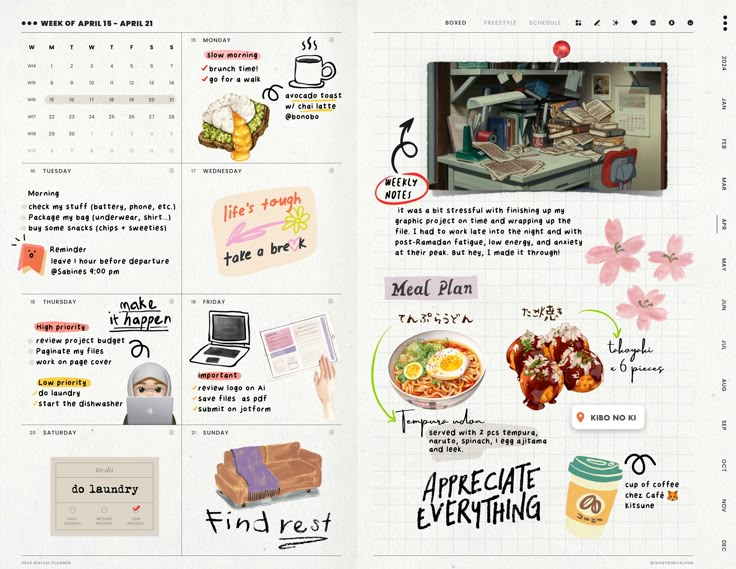 WEEK OF APRIL 15 - APRIL 21
W M T W T F S S
W14 1 2 3 4 5 6 7
W15 8 9 10 11 12 13 14
W16 15 16 17 18 19 20 21
W17 22 23 24 25 26 27 28
W18 29 30 1 2 3 4 5
15 MONDAY
slow morning
brunch time!
go for a walk
avocado toast
w/ chai latte
@bonobo
16 TUESDAY
Morning
check my stuff (battery, phone, etc.)
Package my bag (underwear, shirt...)
buy some snacks (chips + sweeties)
Reminder
leave 1 hour before departure
@Sabines 9:00 pm
17 WEDNESDAY
life's tough
take a break
18 THURSDAY
make
it happen
High priority
review project budget
Paginate my files
work on page cover
Low priority
do laundry
start the dishwasher
19 FRIDAY
important
review logo on Ai
save files as pdf
submit on jotform
20 SATURDAY
to-do
do laundry
HIGH PRIORITY
MEDIUM PRIORITY
LOW PRIORITY
21 SUNDAY
Find rest
2024 DIGITAL PLANNER
BOXED FREESTYLE SCHEDULE
WEEKLY
NOTES
it was a bit stressful with finishing up my
graphic project on time and wrapping up the
file. I had to work late into the night and with
post-Ramadan fatigue, low energy, and anxiety
at their peak. But hey, I made it through!
Meal Plan
てんぷらうどん
たこ焼き
takoyaki
x 6 pieces
Tempura udon
served with 2 pcs tempura,
naruto, spinach, 1 egg ajitama
and leek.
KIBO NO KI
APPRECIATE
EVERYTHING
コーヒー
cup of coffee
chez Café
kitsune
2024
JAN
FEB
MAR
APR
MAY
JUN
JUL
AUG
SEP
OCT
NOV
DEC